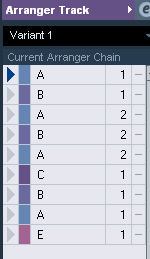 Arranger Track
Variant 1
Current Arranger Chain
A 1 –
B 1 –
A 2 –
B 2 –
A 2 –
C 1 –
B 1 –
A 1 –
E 1 –